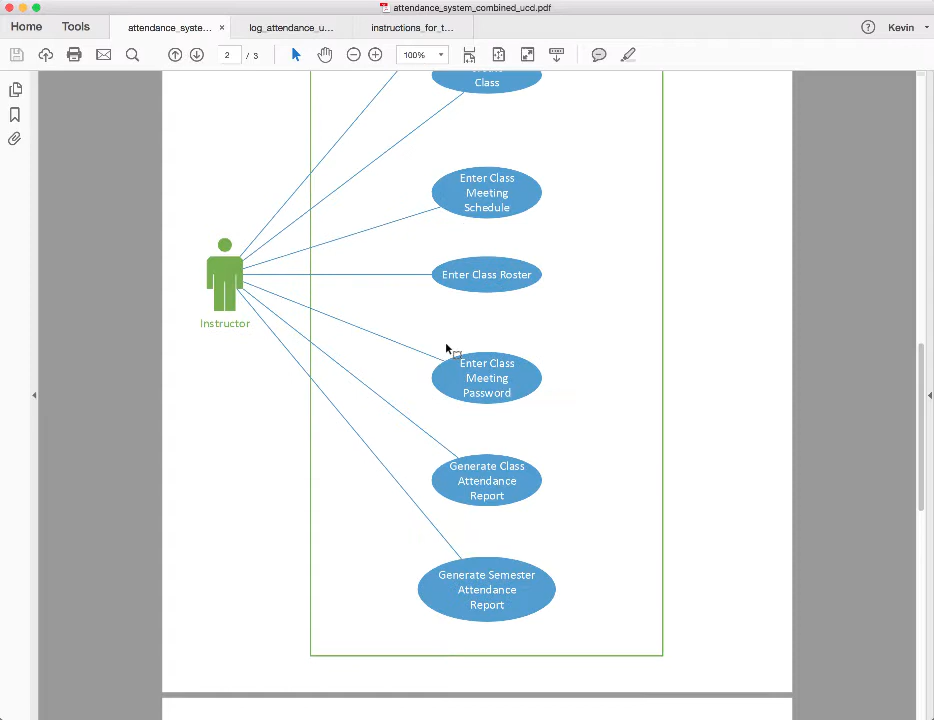 attendance_system_combined_ucd.pdf
Home
Tools
attendance_syste... ×
log_attendance_u...
instructions_for_t...
Kevin
2 / 3
100%
Class
Enter Class
Meeting
Schedule
Enter Class Roster
Instructor
Enter Class
Meeting
Password
Generate Class
Attendance
Report
Generate Semester
Attendance
Report